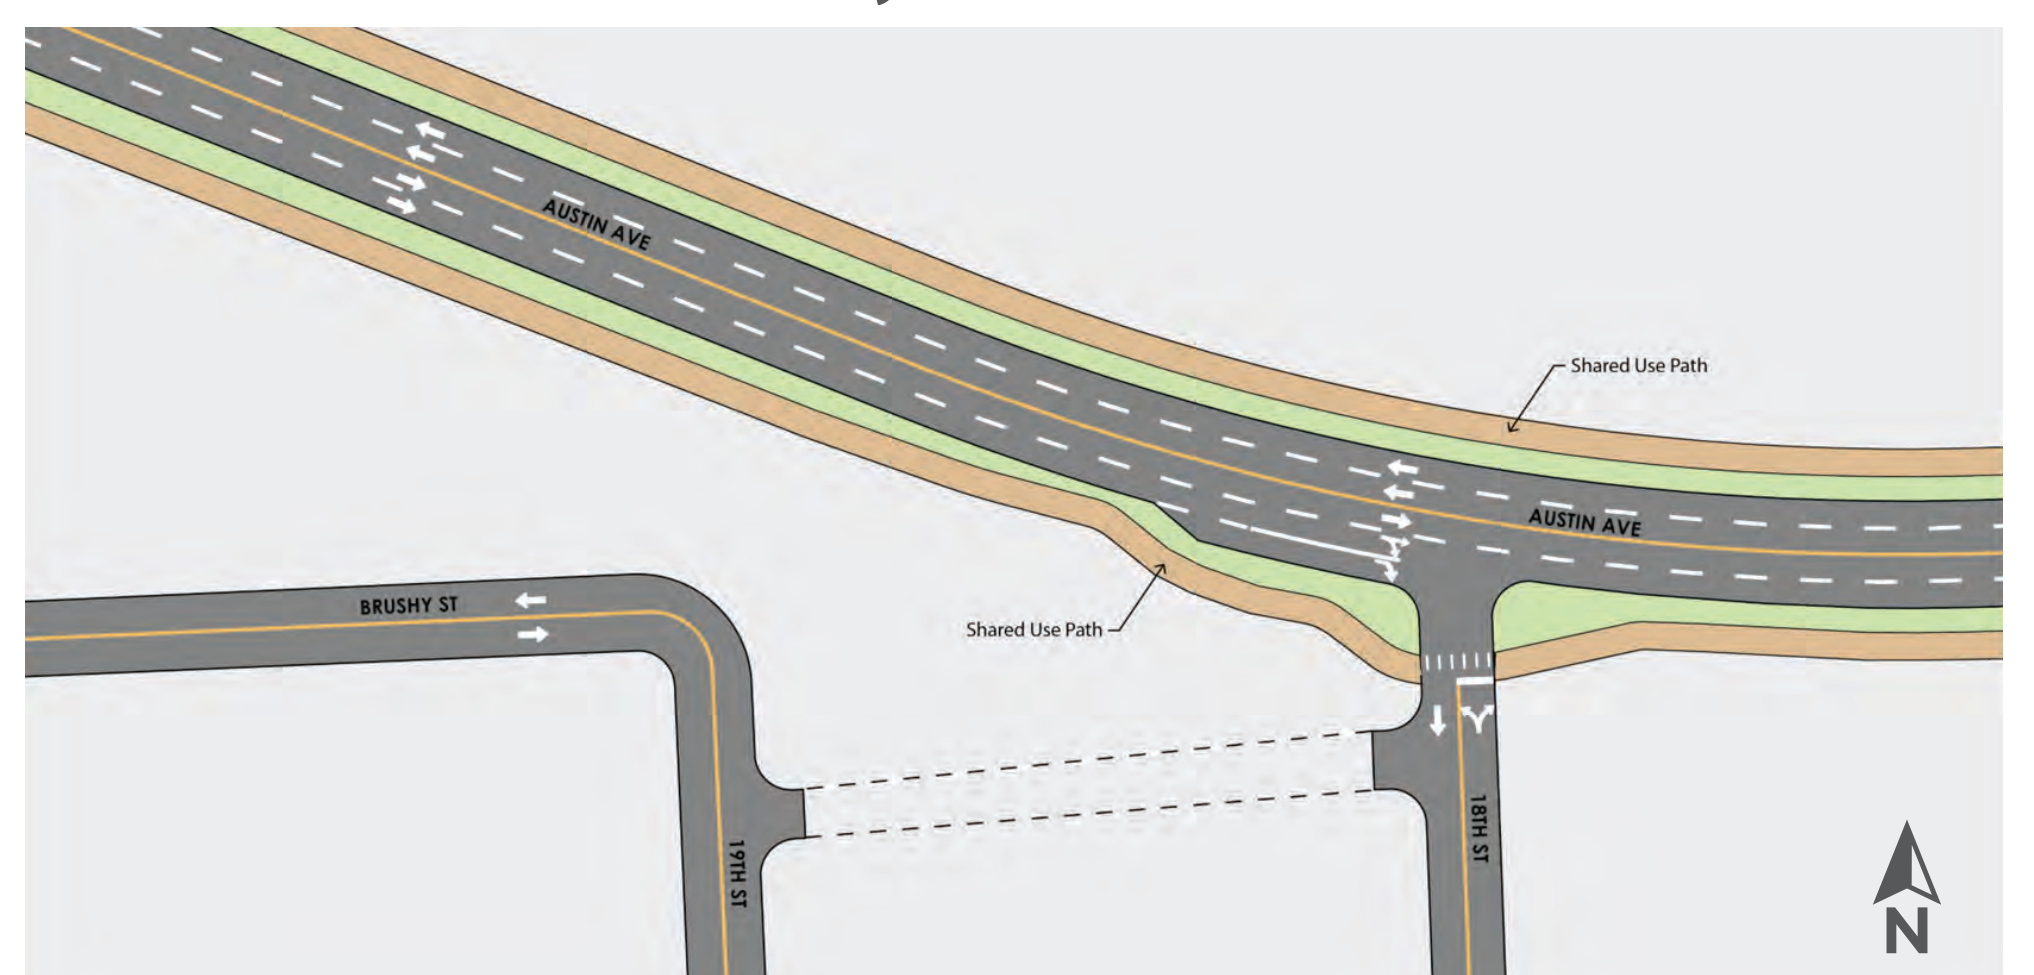 AUSTIN AVE
Shared Use Path
AUSTIN AVE
BRUSHY ST
Shared Use Path
18TH ST
19TH ST
N